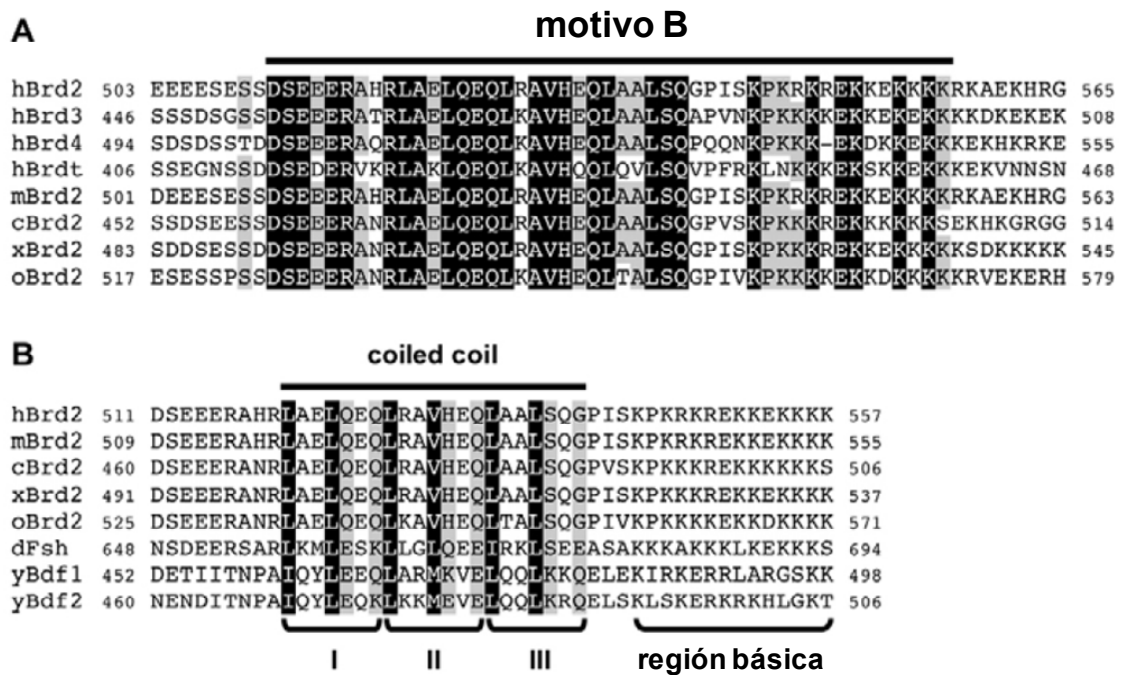 A
motivo B
hBrd2 503 EEEESESSDSEEERAHRLAELQEQLRAVHEQLAALSQGPISKPKRKREKKEKKKKRKAEKHRG 565
hBrd3 446 SSSDSGSSDSEEERATRLAELQEQLKAVHEQLAALSQAPVNKPKKKKEKKEKEKKKKDKEKEK 508
hBrd4 494 SDSDSSTDDSEEERAQRLAELQEQLKAVHEQLAALSQPQQNKPKKK-EKDKKEKKKEKHKRKE 555
hBrdt 406 SSEGNSSDDSEDERVKRLAKLQEQLKAVHQQLQVLSQVPFRKLNKKKEKSKKEKKKEKVNNSN 468
mBrd2 501 DEEESESSDSEEERAHRLAELQEQLRAVHEQLAALSQGPISKPKRKREKKEKKKKRKAEKHRG 563
cBrd2 452 SSDSEESSDSEEERANRLAELQEQLRAVHEQLAALSQGPVSKPKKKREKKEKKKSEKHKGRGG 514
xBrd2 483 SDDSESSDDSEEERANRLAELQEQLRAVHEQLAALSQGPISKPKKKREKKEKKKKKSDKKKKK 545
oBrd2 517 ESESSPSSDSEEERANRLAELQEQLKAVHEQLTALSQGPIVKPKKKKEKKDKKKKKRVEKERH 579
B
coiled coil
hBrd2 511 DSEEERAHRLAELQEQLRAVHEQLAALSQGPISKPKRKREKKEKKKK 557
mBrd2 509 DSEEERAHRLAELQEQLRAVHEQLAALSQGPISKPKRKREKKEKKKK 555
cBrd2 460 DSEEERANRLAELQEQLRAVHEQLAALSQGPVSKPKKKREKKEKKKS 506
xBrd2 491 DSEEERANRLAELQEQLRAVHEQLAALSQGPISKPKKKREKKEKKKK 537
oBrd2 525 DSEEERANRLAELQEQLKAVHEQLTALSQGPIVKPKKKKEKKDKKKK 571
dFsh 648 NSDEERSARLKMLESKLLGLQEEIRKLSEEASAKKKAKKKLKEKKKS 694
yBdf1 452 DETIITNPAIQYLEEQLARMKVELQQLKKQELEKIRKERRLARGSKK 498
yBdf2 460 NENDITNPAIQYLEQKLKKMEVELQQLKRQELSKLSKERKRKHLGKT 506
I II III región básica